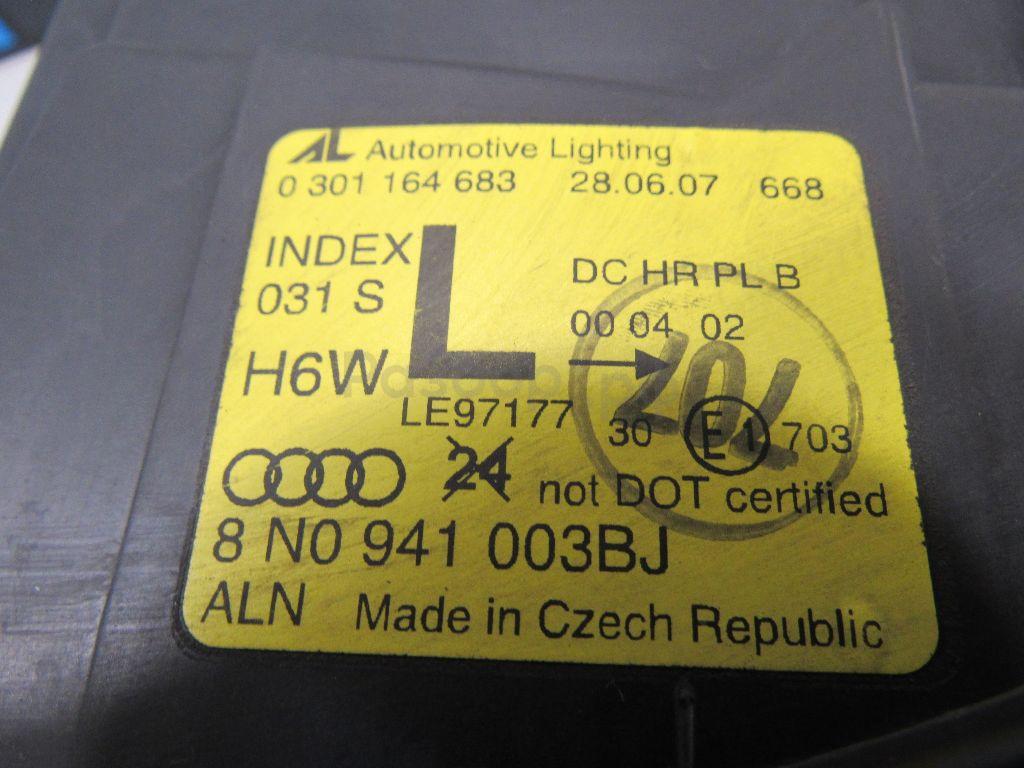 AL Automotive Lighting
0 301 164 683 28.06.07 668
INDEX L DC HR PL B
031 S 00 04 02
H6W
LE97177 30 E1 703
24 not DOT certified
8 N0 941 003BJ
ALN Made in Czech Republic